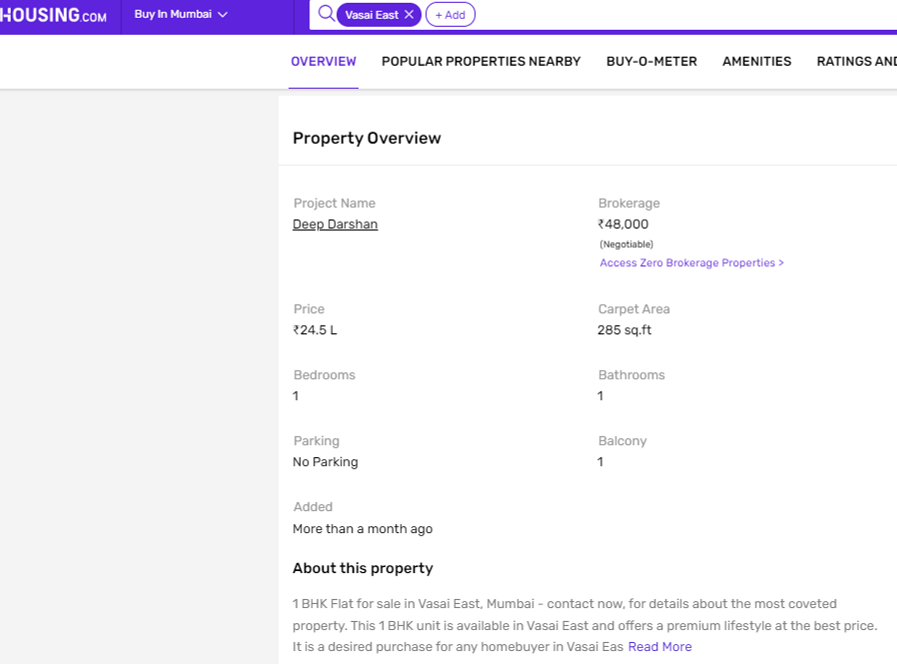 HOUSING.COM
Buy In Mumbai
Vasai East
+ Add
OVERVIEW POPULAR PROPERTIES NEARBY BUY-O-METER AMENITIES RATINGS AND
Property Overview
Project Name
Deep Darshan
Brokerage
₹48,000
(Negotiable)
Access Zero Brokerage Properties >
Price
₹24.5 L
Carpet Area
285 sq.ft
Bedrooms
1
Bathrooms
1
Parking
No Parking
Balcony
1
Added
More than a month ago
About this property
1 BHK Flat for sale in Vasai East, Mumbai - contact now, for details about the most coveted
property. This 1 BHK unit is available in Vasai East and offers a premium lifestyle at the best price.
It is a desired purchase for any homebuyer in Vasai Eas Read More